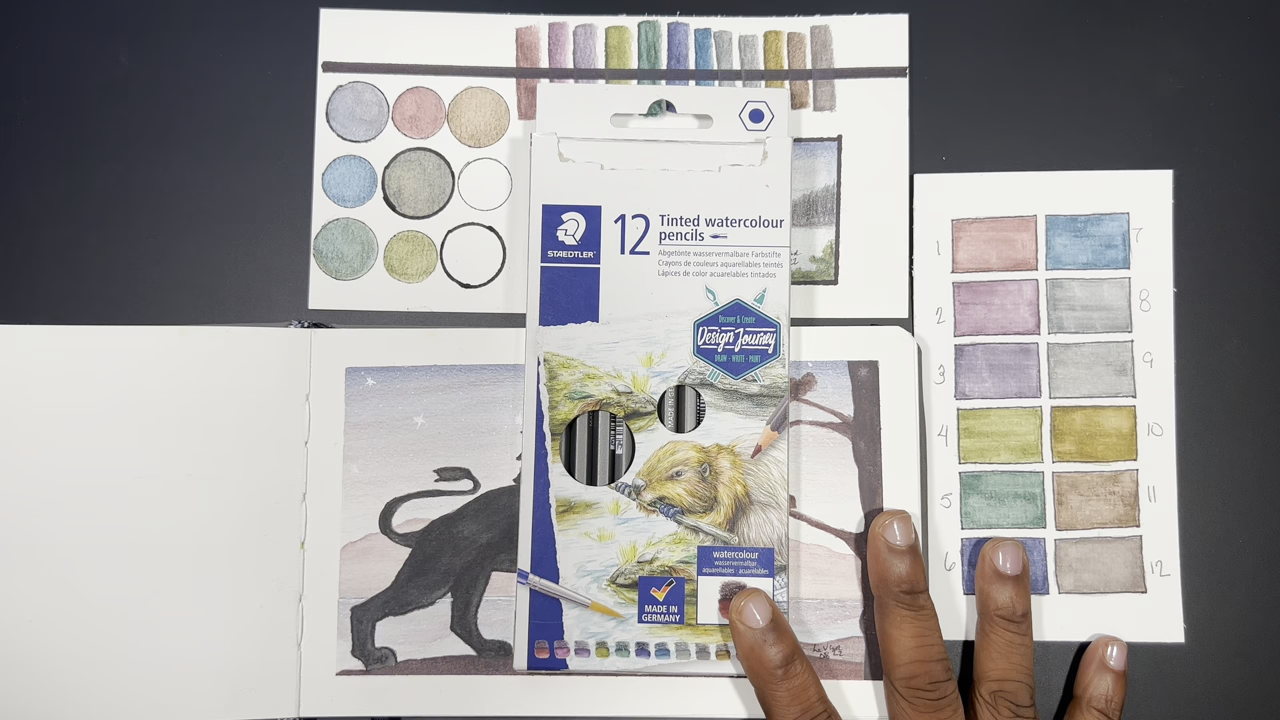 STAEDTLER
12
Tinted watercolour
pencils
Abgetönte wasservermalbare Farbstifte
Crayons de couleurs aquarellables teintés
Lápices de color acuarelables tintados
Discover & Create
Design Journey
DRAW · WRITE · PAINT
watercolour
wasservermalbar
aquarellables · acuarelables
MADE IN
GERMANY
1
7
2
8
3
9
4
10
5
11
6
12